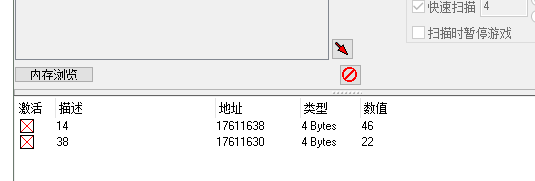 快速扫描 4
扫描时暂停游戏
内存浏览
激活 描述 地址 类型 数值
14 17611638 4 Bytes 46
38 17611630 4 Bytes 22